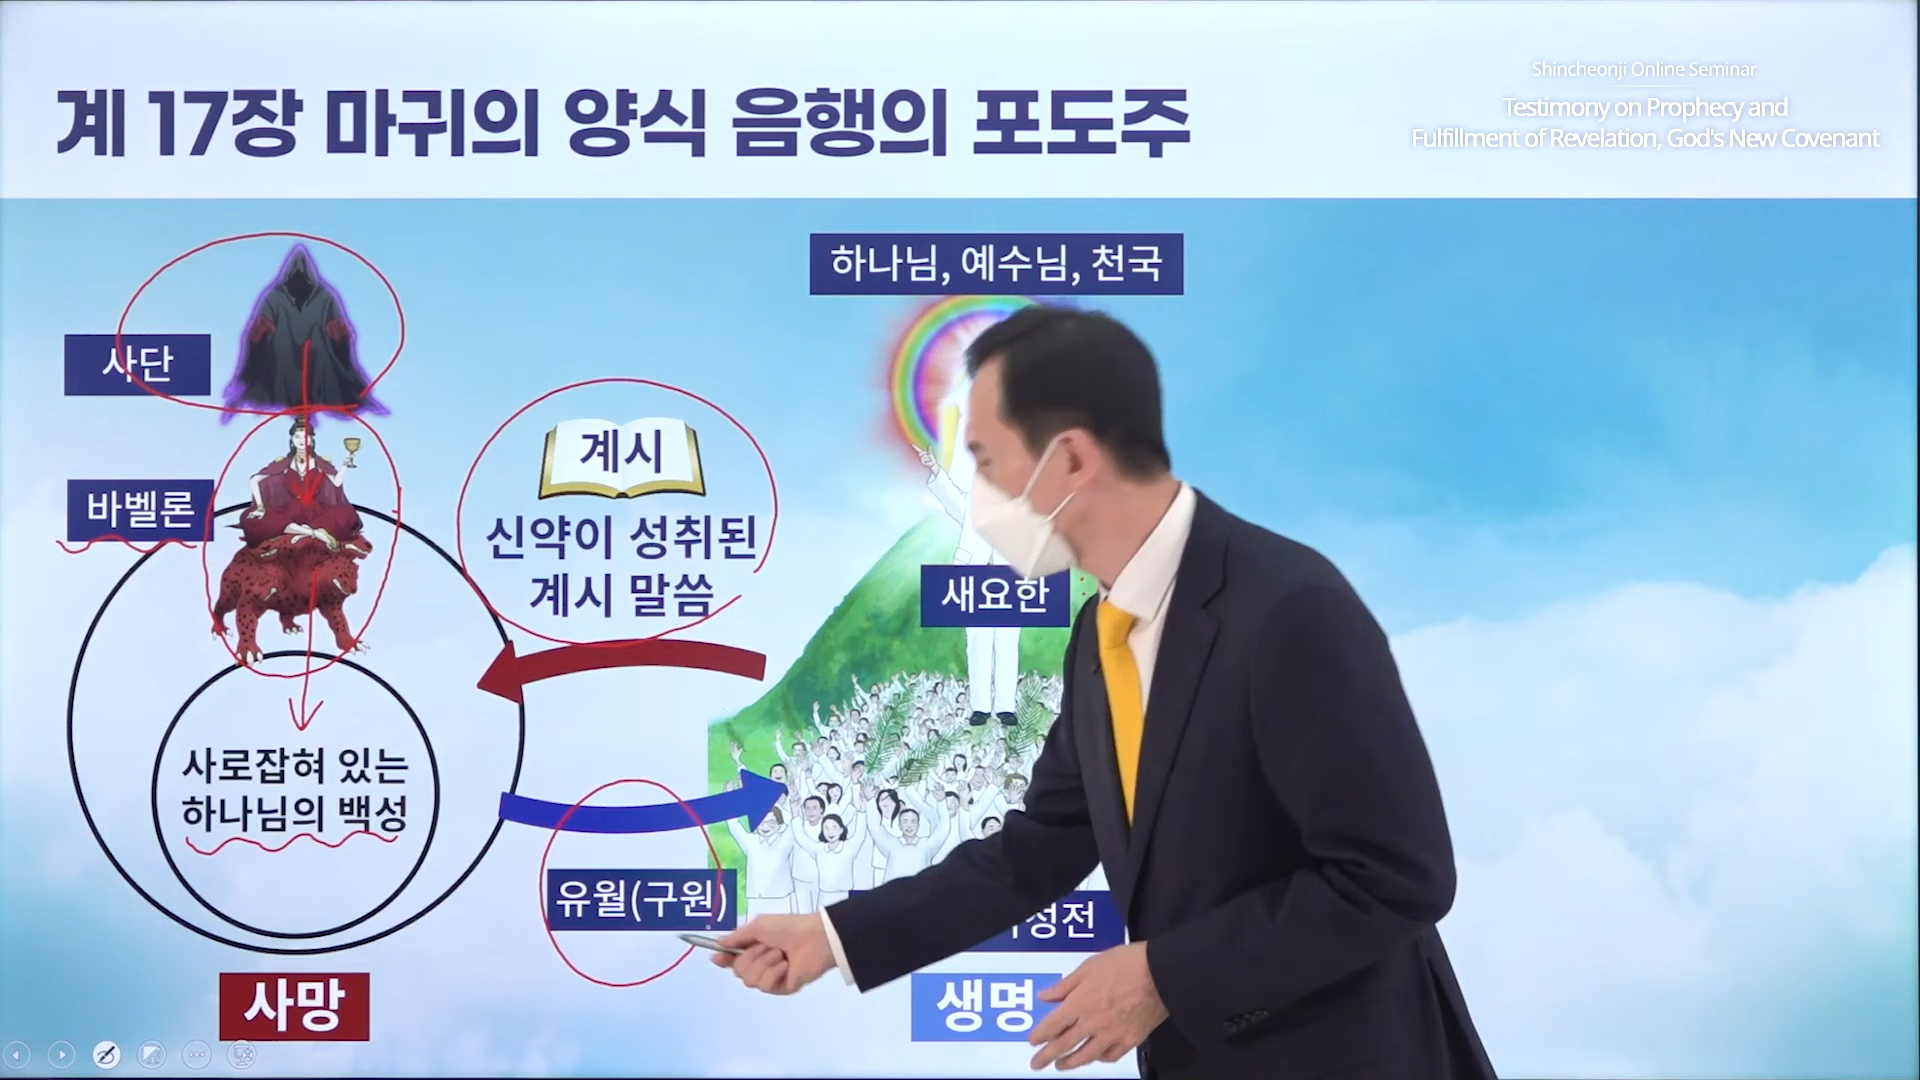 계 17장 마귀의 양식 음행의 포도주
Shincheonji Online Seminar
Testimony on Prophecy and
Fulfillment of Revelation, God's New Covenant
하나님, 예수님, 천국
사단
바벨론
계시
신약이 성취된
계시 말씀
새요한
사로잡혀 있는
하나님의 백성
유월(구원)
성전
사망
생명